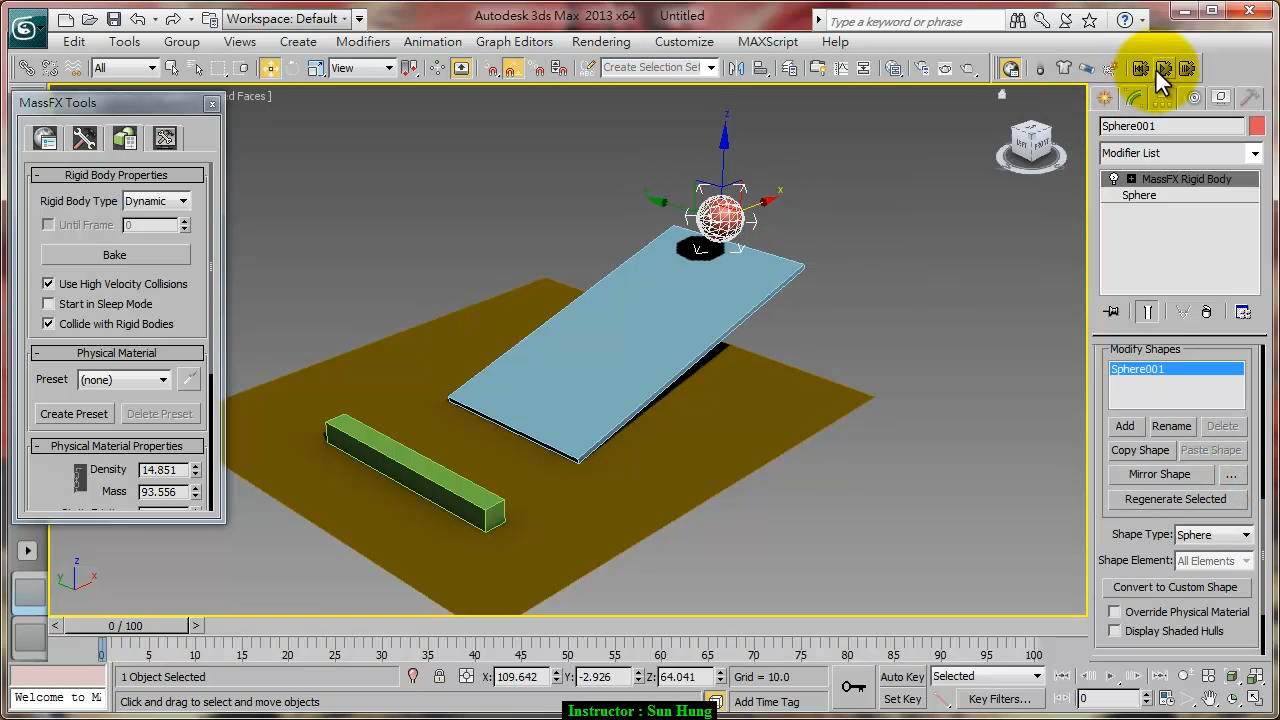 Workspace: Default
Autodesk 3ds Max 2013 x64 Untitled
Type a keyword or phrase
Edit Tools Group Views Create Modifiers Animation Graph Editors Rendering Customize MAXScript Help
All
View
Create Selection Set
MassFX Tools
ed Faces ]
Rigid Body Properties
Rigid Body Type Dynamic
Until Frame 0
Bake
Use High Velocity Collisions
Start in Sleep Mode
Collide with Rigid Bodies
Physical Material
Preset (none)
Create Preset Delete Preset
Physical Material Properties
Density 14.851
Mass 93.556
z
x
LEFT FRONT
z
y x
Sphere001
Modifier List
MassFX Rigid Body
Sphere
Modify Shapes
Sphere001
Add Rename Delete
Copy Shape Paste Shape
Mirror Shape ...
Regenerate Selected
Shape Type: Sphere
Shape Element: All Elements
Convert to Custom Shape
Override Physical Material
Display Shaded Hulls
< 0 / 100 >
0 5 10 15 20 25 30 35 40 45 50 55 60 65 70 75 80 85 90 95 100
1 Object Selected
X: 109.642 Y: -2.926 Z: 64.041 Grid = 10.0
Auto Key Selected
Welcome to MA
Click and drag to select and move objects
Add Time Tag
Set Key Key Filters... 0
Instructor : Sun Hung